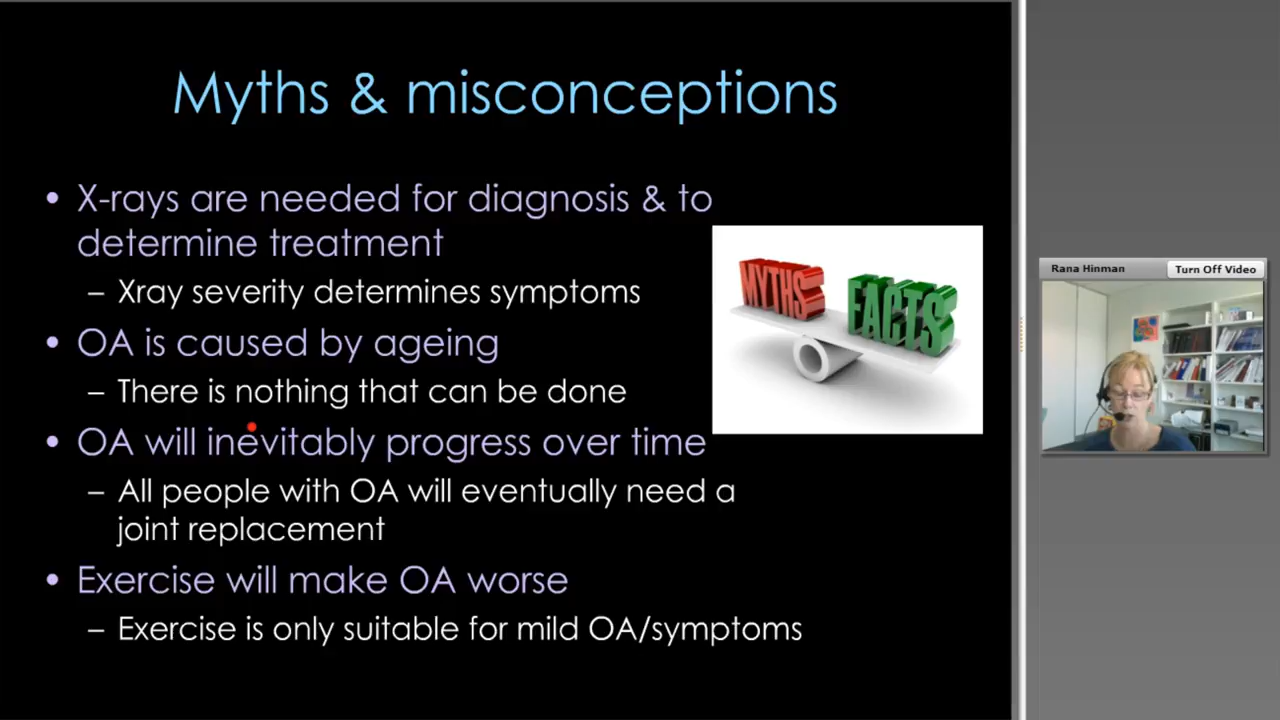 Myths & misconceptions
• X-rays are needed for diagnosis & to
determine treatment
– Xray severity determines symptoms
• OA is caused by ageing
– There is nothing that can be done
• OA will inevitably progress over time
– All people with OA will eventually need a
joint replacement
• Exercise will make OA worse
– Exercise is only suitable for mild OA/symptoms
MYTHS
FACTS
Rana Hinman
Turn Off Video